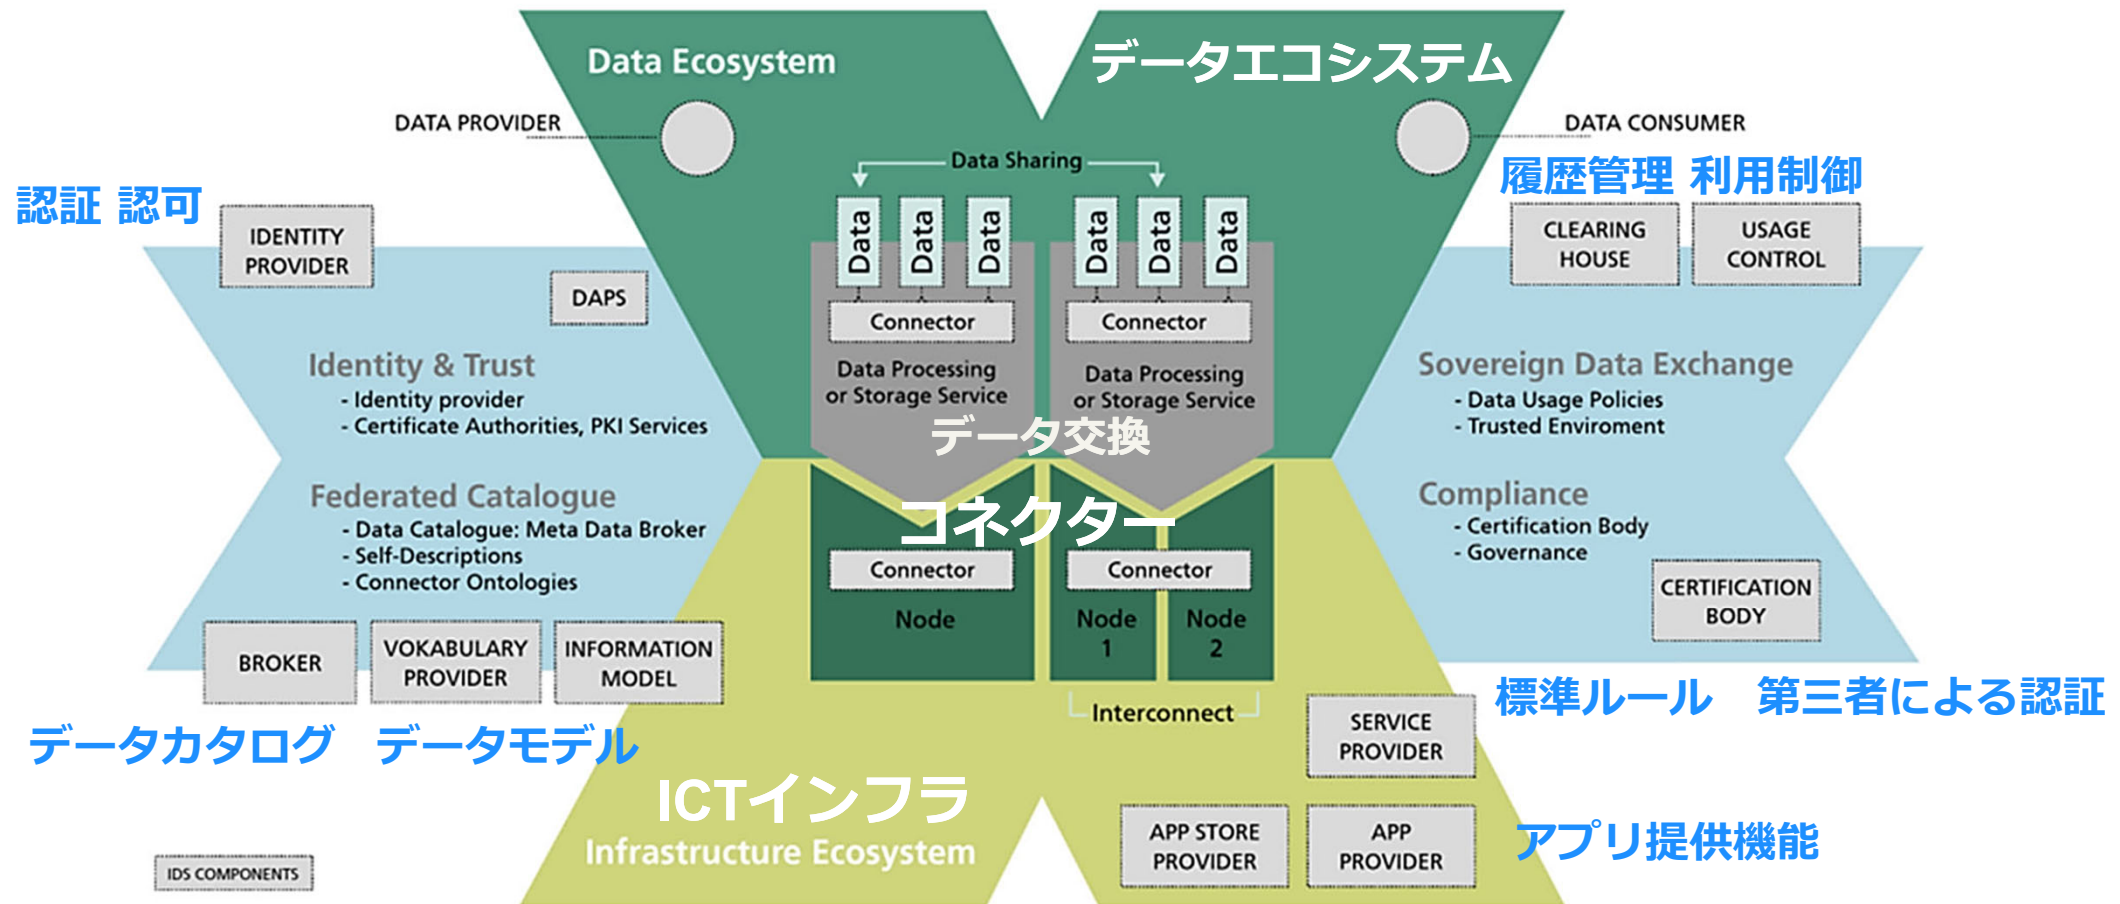 Data Ecosystem
データエコシステム
DATA PROVIDER
DATA CONSUMER
Data Sharing
認証 認可
履歴管理 利用制御
IDENTITY
PROVIDER
DAPS
Data
Data
Data
Data
Data
Data
CLEARING
HOUSE
USAGE
CONTROL
Connector
Connector
Data Processing
or Storage Service
Data Processing
or Storage Service
データ交換
Identity & Trust
- Identity provider
- Certificate Authorities, PKI Services
Federated Catalogue
- Data Catalogue: Meta Data Broker
- Self-Descriptions
- Connector Ontologies
Sovereign Data Exchange
- Data Usage Policies
- Trusted Enviroment
Compliance
- Certification Body
- Governance
コネクター
Connector
Connector
Node
Node
1
Node
2
Interconnect
BROKER
VOKABULARY
PROVIDER
INFORMATION
MODEL
CERTIFICATION
BODY
データカタログ データモデル
標準ルール 第三者による認証
SERVICE
PROVIDER
ICTインフラ
Infrastructure Ecosystem
APP STORE
PROVIDER
APP
PROVIDER
アプリ提供機能
IDS COMPONENTS